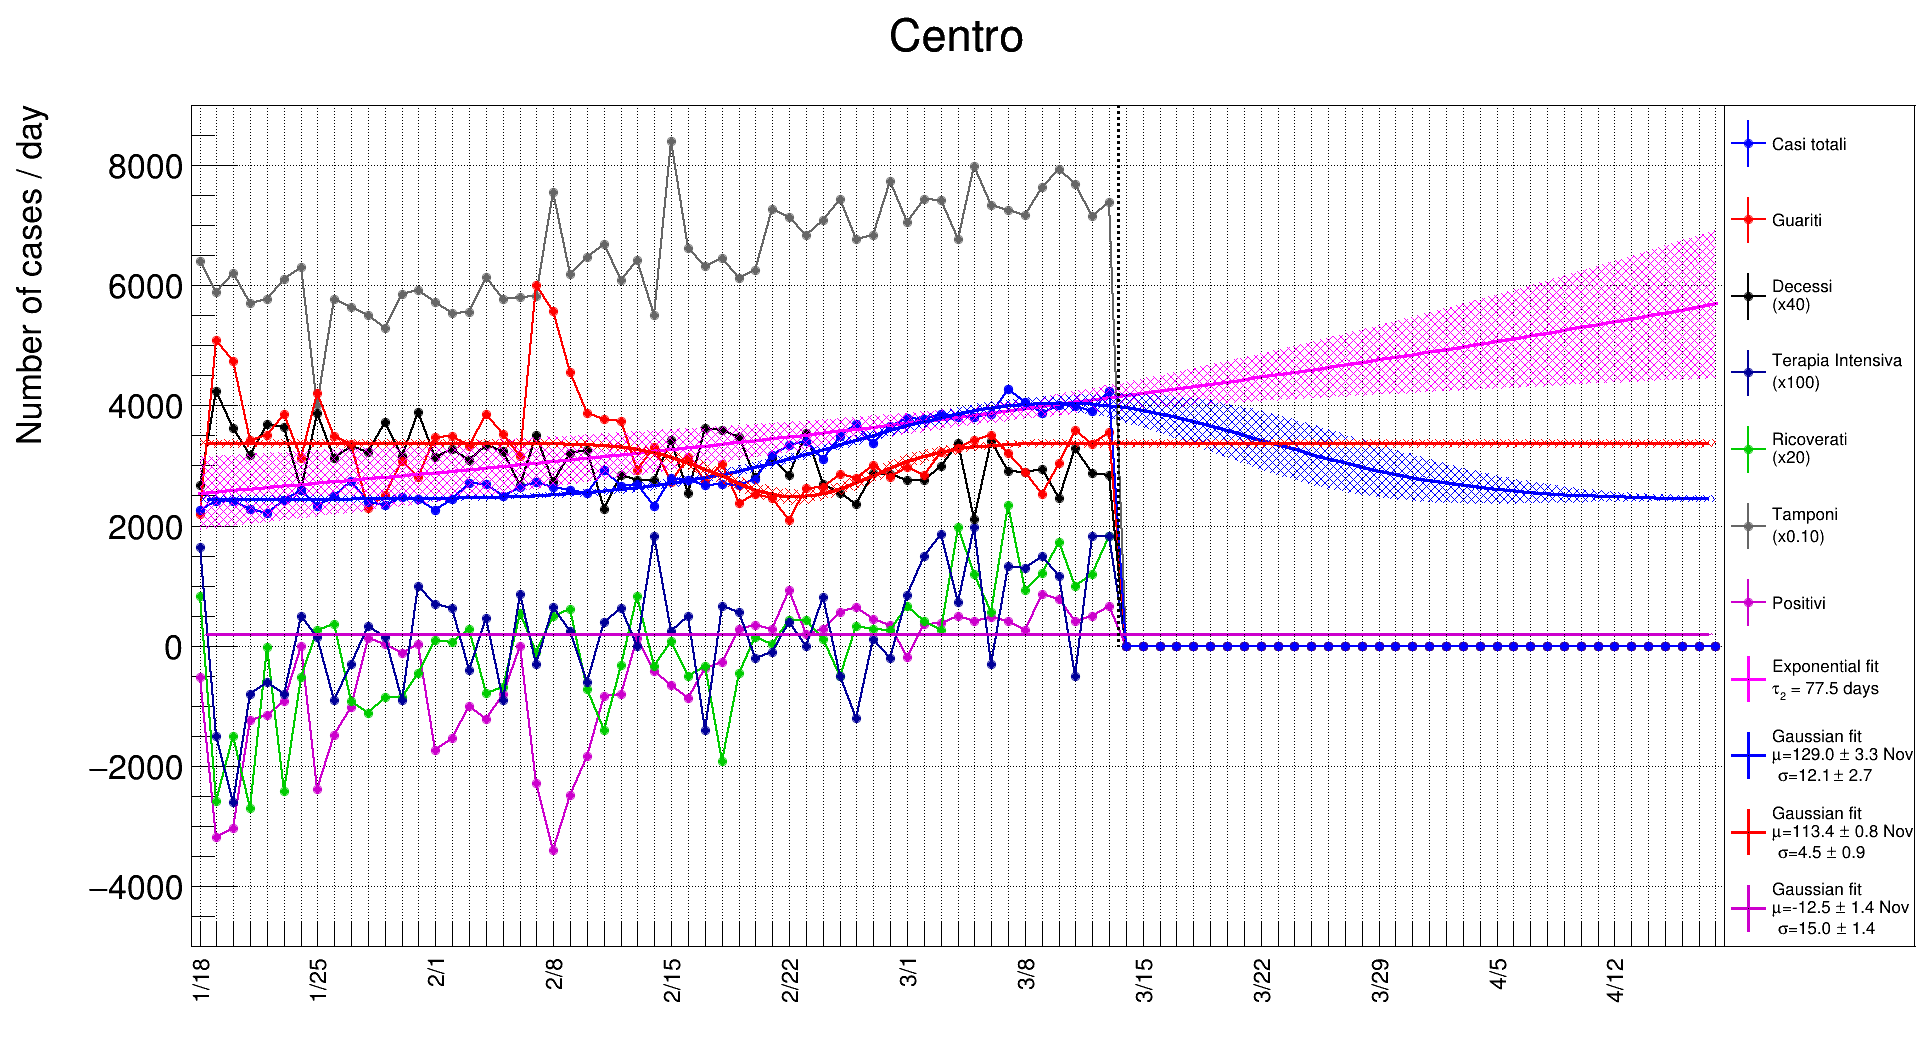 Centro
Number of cases / day
8000
6000
4000
2000
0
−2000
−4000
1/18
1/25
2/1
2/8
2/15
2/22
3/1
3/8
3/15
3/22
3/29
4/5
4/12
Casi totali
Guariti
Decessi
(x40)
Terapia Intensiva
(x100)
Ricoverati
(x20)
Tamponi
(x0.10)
Positivi
Exponential fit
τ2 = 77.5 days
Gaussian fit
μ=129.0 ± 3.3 Nov
σ=12.1 ± 2.7
Gaussian fit
μ=113.4 ± 0.8 Nov
σ=4.5 ± 0.9
Gaussian fit
μ=-12.5 ± 1.4 Nov
σ=15.0 ± 1.4